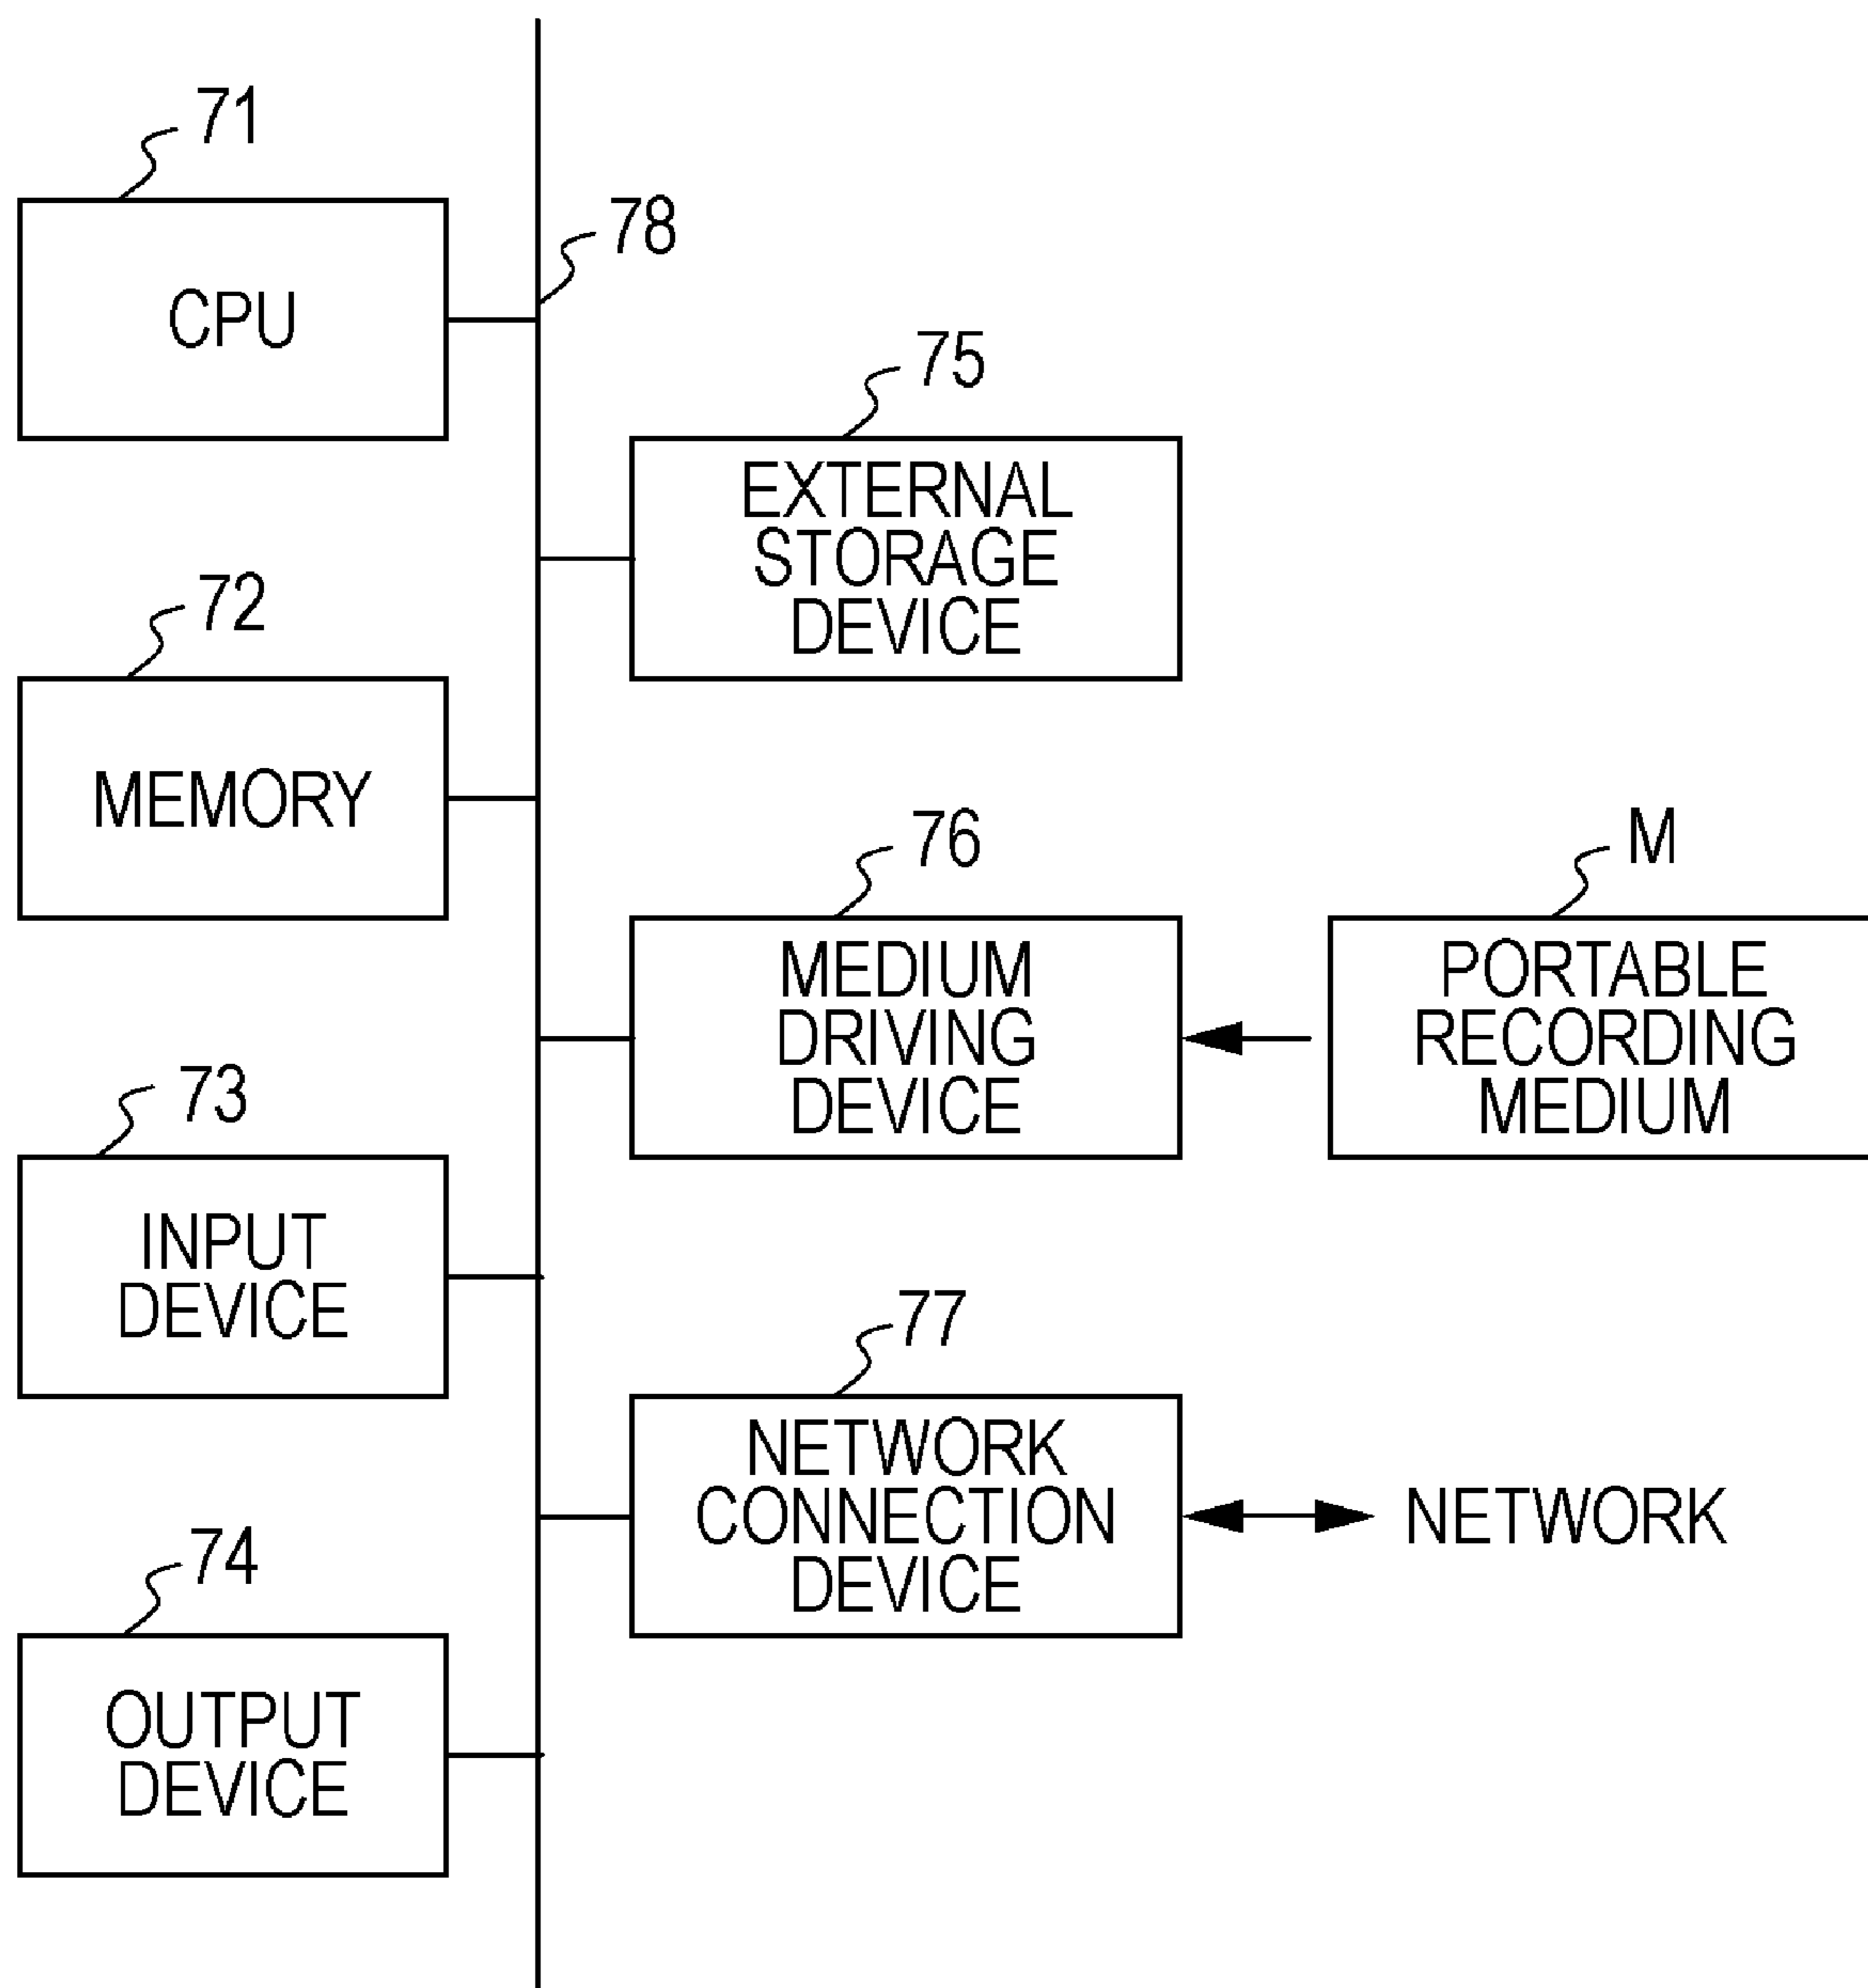 71
CPU
78
75
EXTERNAL
STORAGE
DEVICE
72
MEMORY
76
MEDIUM
DRIVING
DEVICE
M
PORTABLE
RECORDING
MEDIUM
73
INPUT
DEVICE
77
NETWORK
CONNECTION
DEVICE
NETWORK
74
OUTPUT
DEVICE